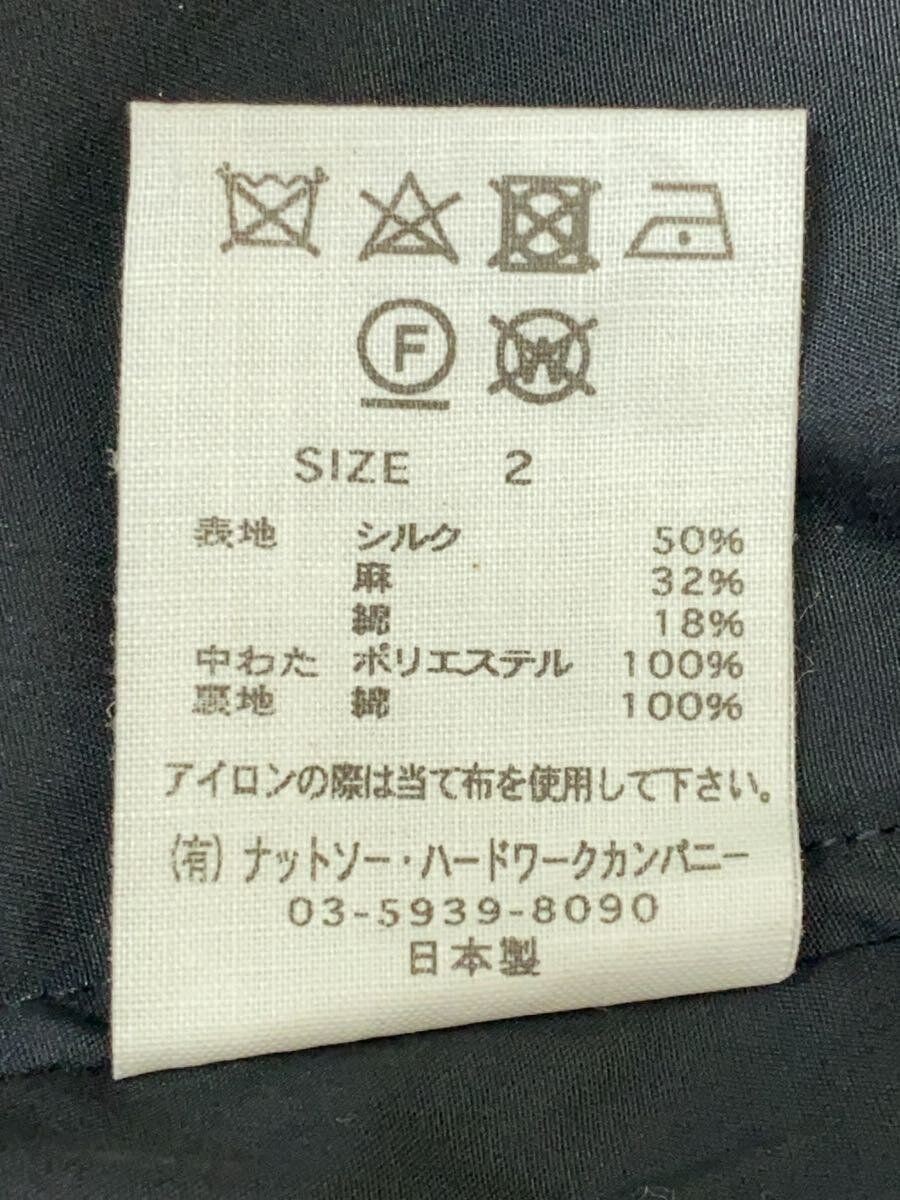 F W
SIZE 2
表地 シルク 50%
麻 32%
綿 18%
中わた ポリエステル 100%
裏地 綿 100%
アイロンの際は当て布を使用して下さい。
(有)ナットソー・ハードワークカンパニー
03-5939-8090
日本製